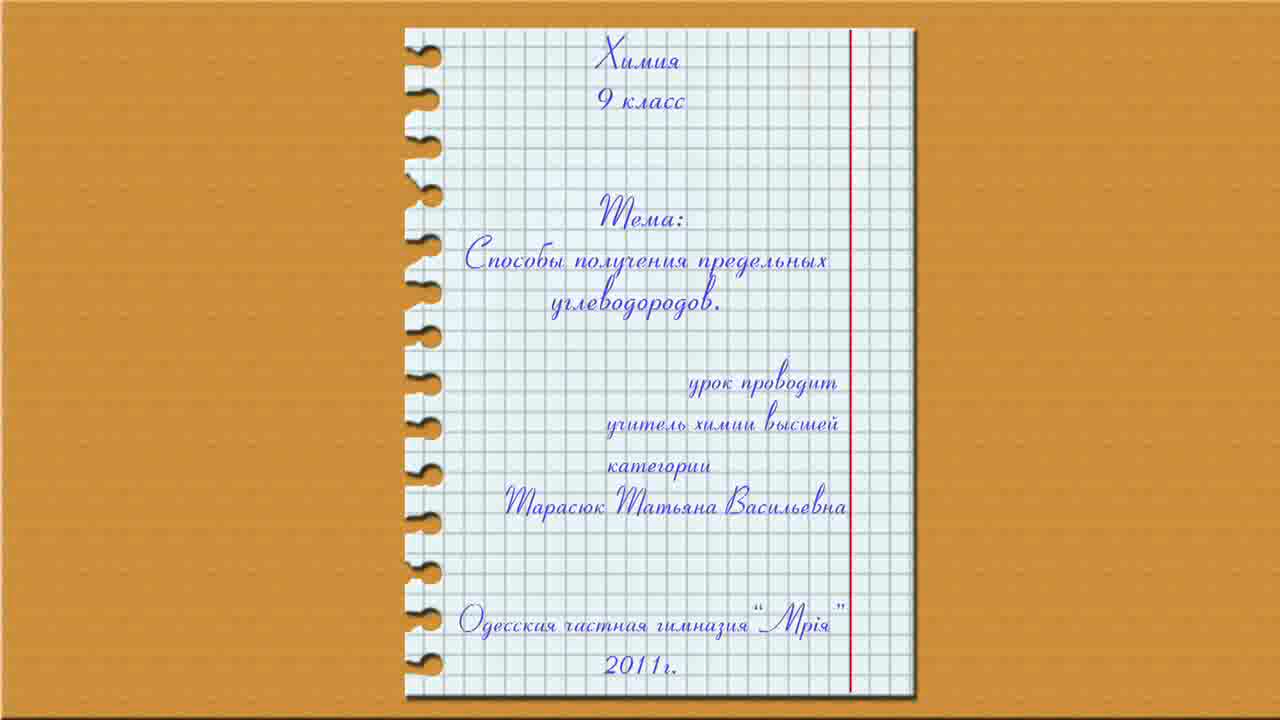 Химия
9 класс
Тема:
Способы получения предельных
углеводородов.
урок проводит
учитель химии высшей
категории
Тарасюк Татьяна Васильевна
Одесская частная гимназия “Мрія”
2011г.